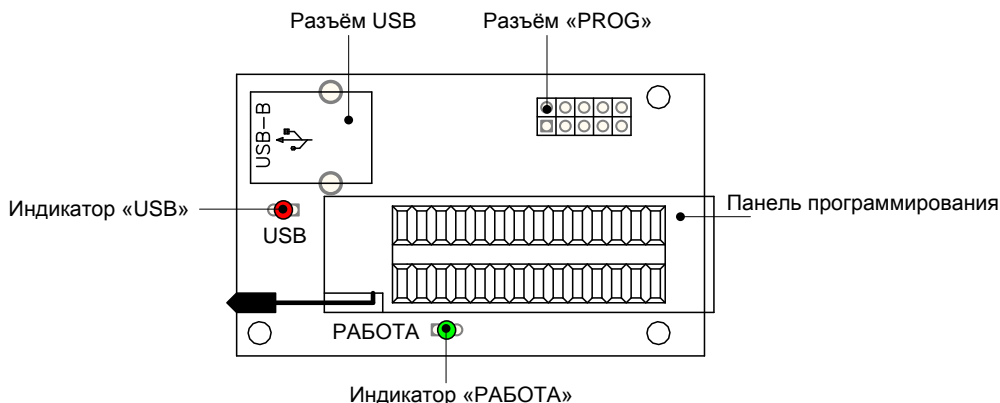 Разъём USB
Разъём «PROG»
USB-B
Индикатор «USB»
USB
Панель программирования
РАБОТА
Индикатор «РАБОТА»